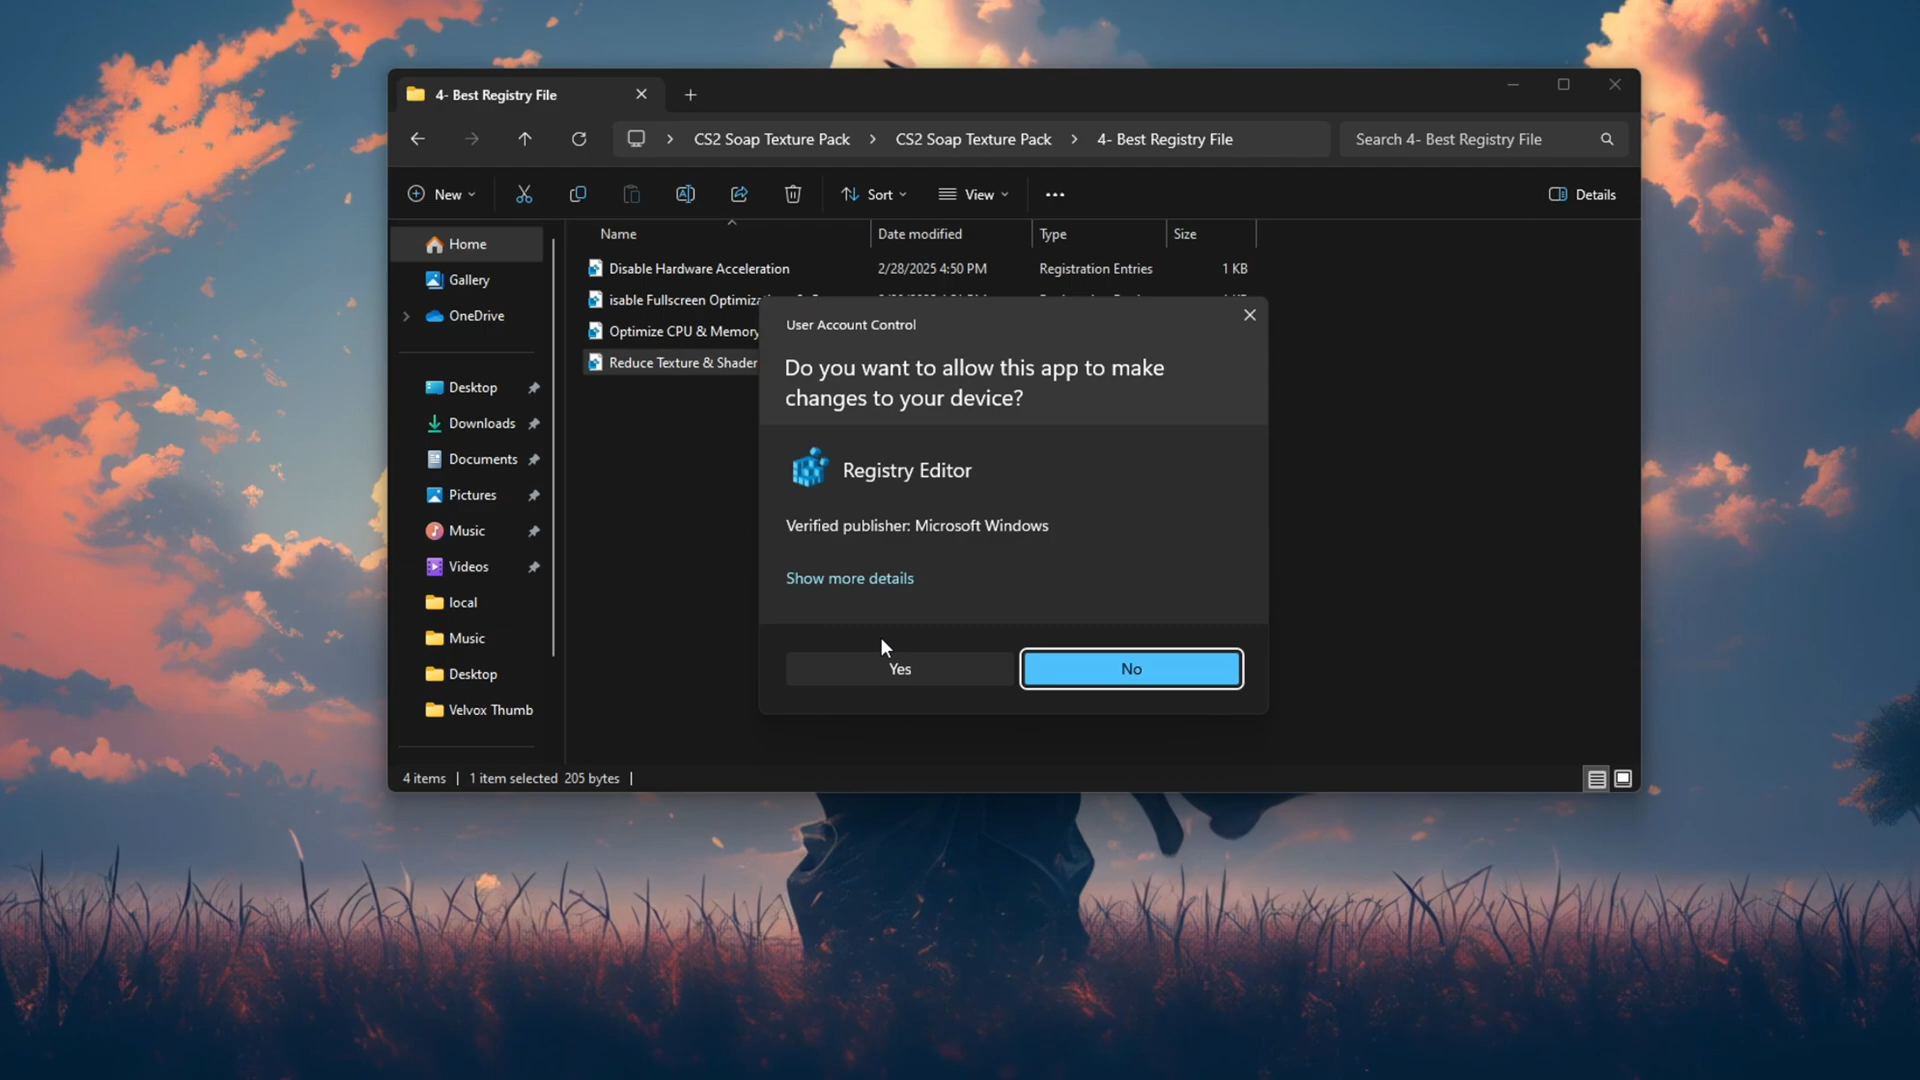 4- Best Registry File
CS2 Soap Texture Pack > CS2 Soap Texture Pack > 4- Best Registry File
Search 4- Best Registry File
New
Sort
View
Details
Name
Date modified
Type
Size
Home
Gallery
OneDrive
Desktop
Downloads
Documents
Pictures
Music
Videos
local
Music
Desktop
Velvox Thumb
Disable Hardware Acceleration 2/28/2025 4:50 PM Registration Entries 1 KB
isable Fullscreen
Optimize CPU & Memory
Reduce Texture & Shader
User Account Control
Do you want to allow this app to make
changes to your device?
Registry Editor
Verified publisher: Microsoft Windows
Show more details
Yes
No
4 items
1 item selected 205 bytes